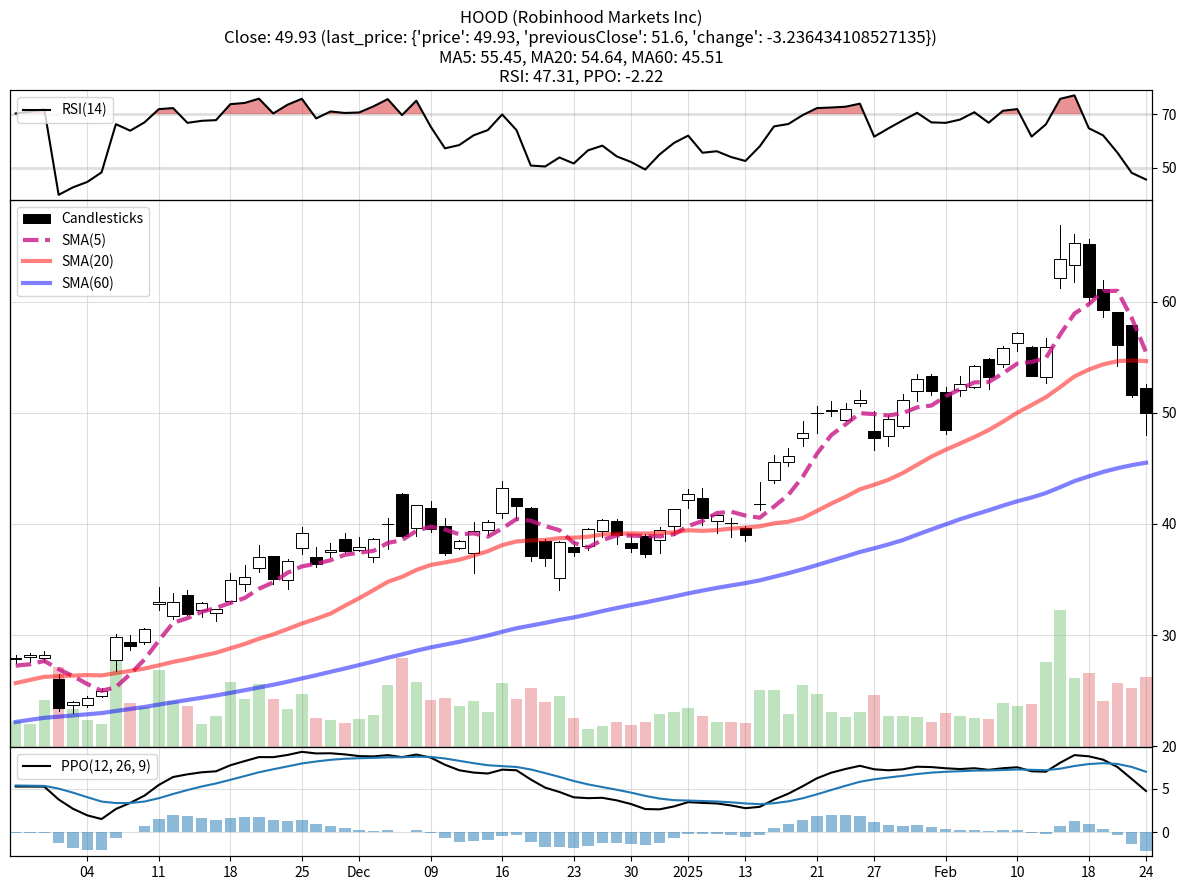 HOOD (Robinhood Markets Inc)
Close: 49.93 (last_price: {'price': 49.93, 'previousClose': 51.6, 'change': -3.236434108527135})
MA5: 55.45, MA20: 54.64, MA60: 45.51
RSI: 47.31, PPO: -2.22
RSI(14)
70
50
Candlesticks
SMA(5)
SMA(20)
SMA(60)
60
50
40
30
20
PPO(12, 26, 9)
5
0
04 11 18 25 Dec 09 16 23 30 2025 13 21 27 Feb 10 18 24